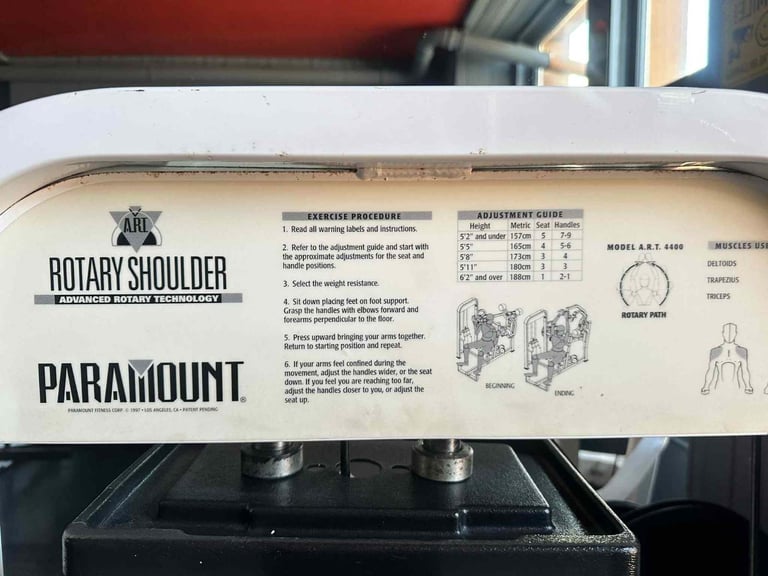 A.R.T.
ROTARY SHOULDER
ADVANCED ROTARY TECHNOLOGY
PARAMOUNT®
PARAMOUNT FITNESS CORP. © 1997 • LOS ANGELES, CA • PATENT PENDING
EXERCISE PROCEDURE
1. Read all warning labels and instructions.
2. Refer to the adjustment guide and start with
the approximate adjustments for the seat and
handle positions.
3. Select the weight resistance.
4. Sit down placing feet on foot support.
Grasp the handles with elbows forward and
forearms perpendicular to the floor.
5. Press upward bringing your arms together.
Return to starting position and repeat.
6. If your arms feel confined during the
movement, adjust the handles wider, or the seat
down. If you feel you are reaching too far,
adjust the handles closer to you, or adjust the
seat up.
ADJUSTMENT GUIDE
Height Metric Seat Handles
5'2" and under 157cm 5 7-9
5'5" 165cm 4 5-6
5'8" 173cm 3 4
5'11" 180cm 3 3
6'2" and over 188cm 1 2-1
BEGINNING
ENDING
MODEL A.R.T. 4400
ROTARY PATH
MUSCLES USE
DELTOIDS
TRAPEZIUS
TRICEPS